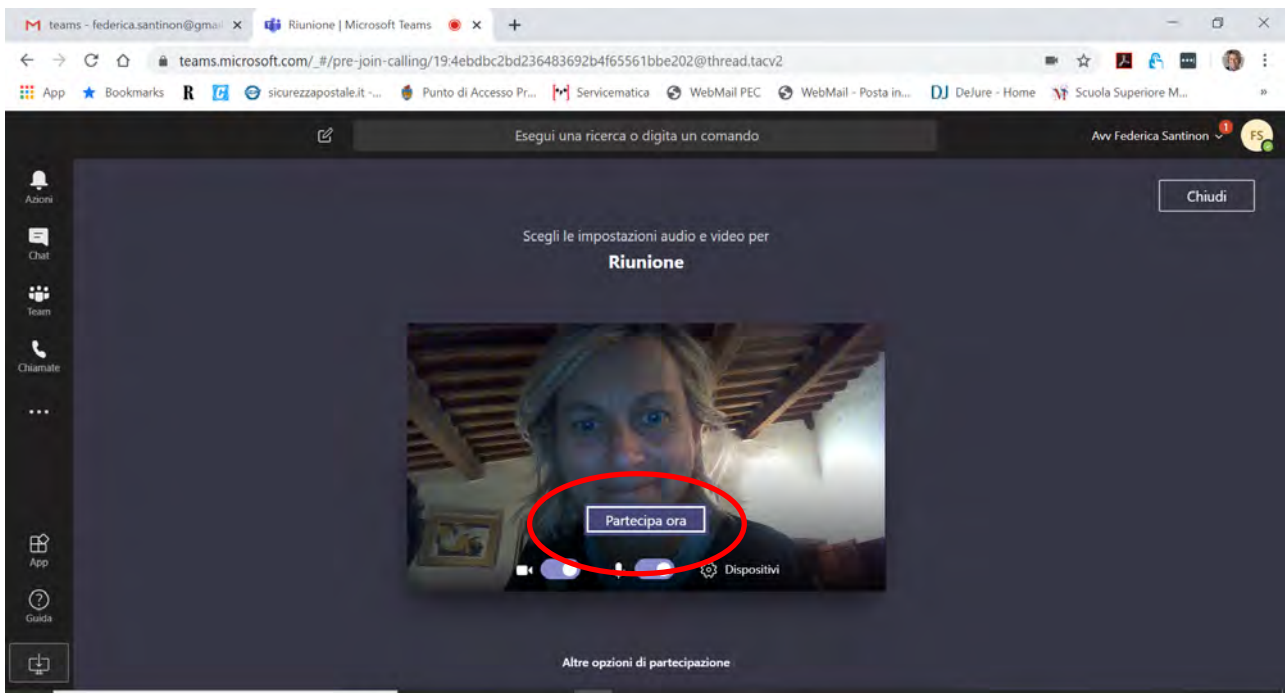 teams - federica.santinon@gmai
Riunione | Microsoft Teams
teams.microsoft.com/_#/pre-join-calling/19:4ebdbc2bd236483692b4f65561bbe202@thread.tacv2
App Bookmarks R sicurezzapostale.it -... Punto di Accesso Pr... Servicematica WebMail PEC WebMail - Posta in... DJ DeJure - Home Scuola Superiore M... »
Esegui una ricerca o digita un comando
Avv Federica Santinon
1
FS
Azioni
Chat
Team
Chiamate
App
Guida
Chiudi
Scegli le impostazioni audio e video per
Riunione
Partecipa ora
Dispositivi
Altre opzioni di partecipazione